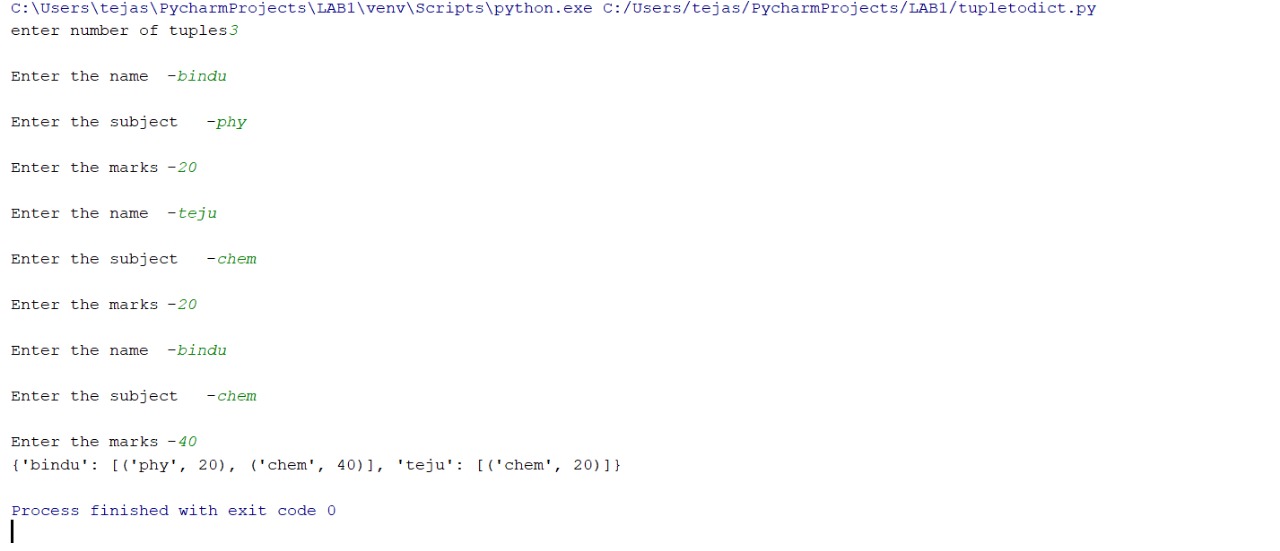 C:\Users\tejas\PycharmProjects\LAB1\venv\Scripts\python.exe C:/Users/tejas/PycharmProjects/LAB1/tupletodict.py
enter number of tuples3
Enter the name  -bindu
Enter the subject   -phy
Enter the marks -20
Enter the name  -teju
Enter the subject   -chem
Enter the marks -20
Enter the name  -bindu
Enter the subject   -chem
Enter the marks -40
{'bindu': [('phy', 20), ('chem', 40)], 'teju': [('chem', 20)]}
Process finished with exit code 0